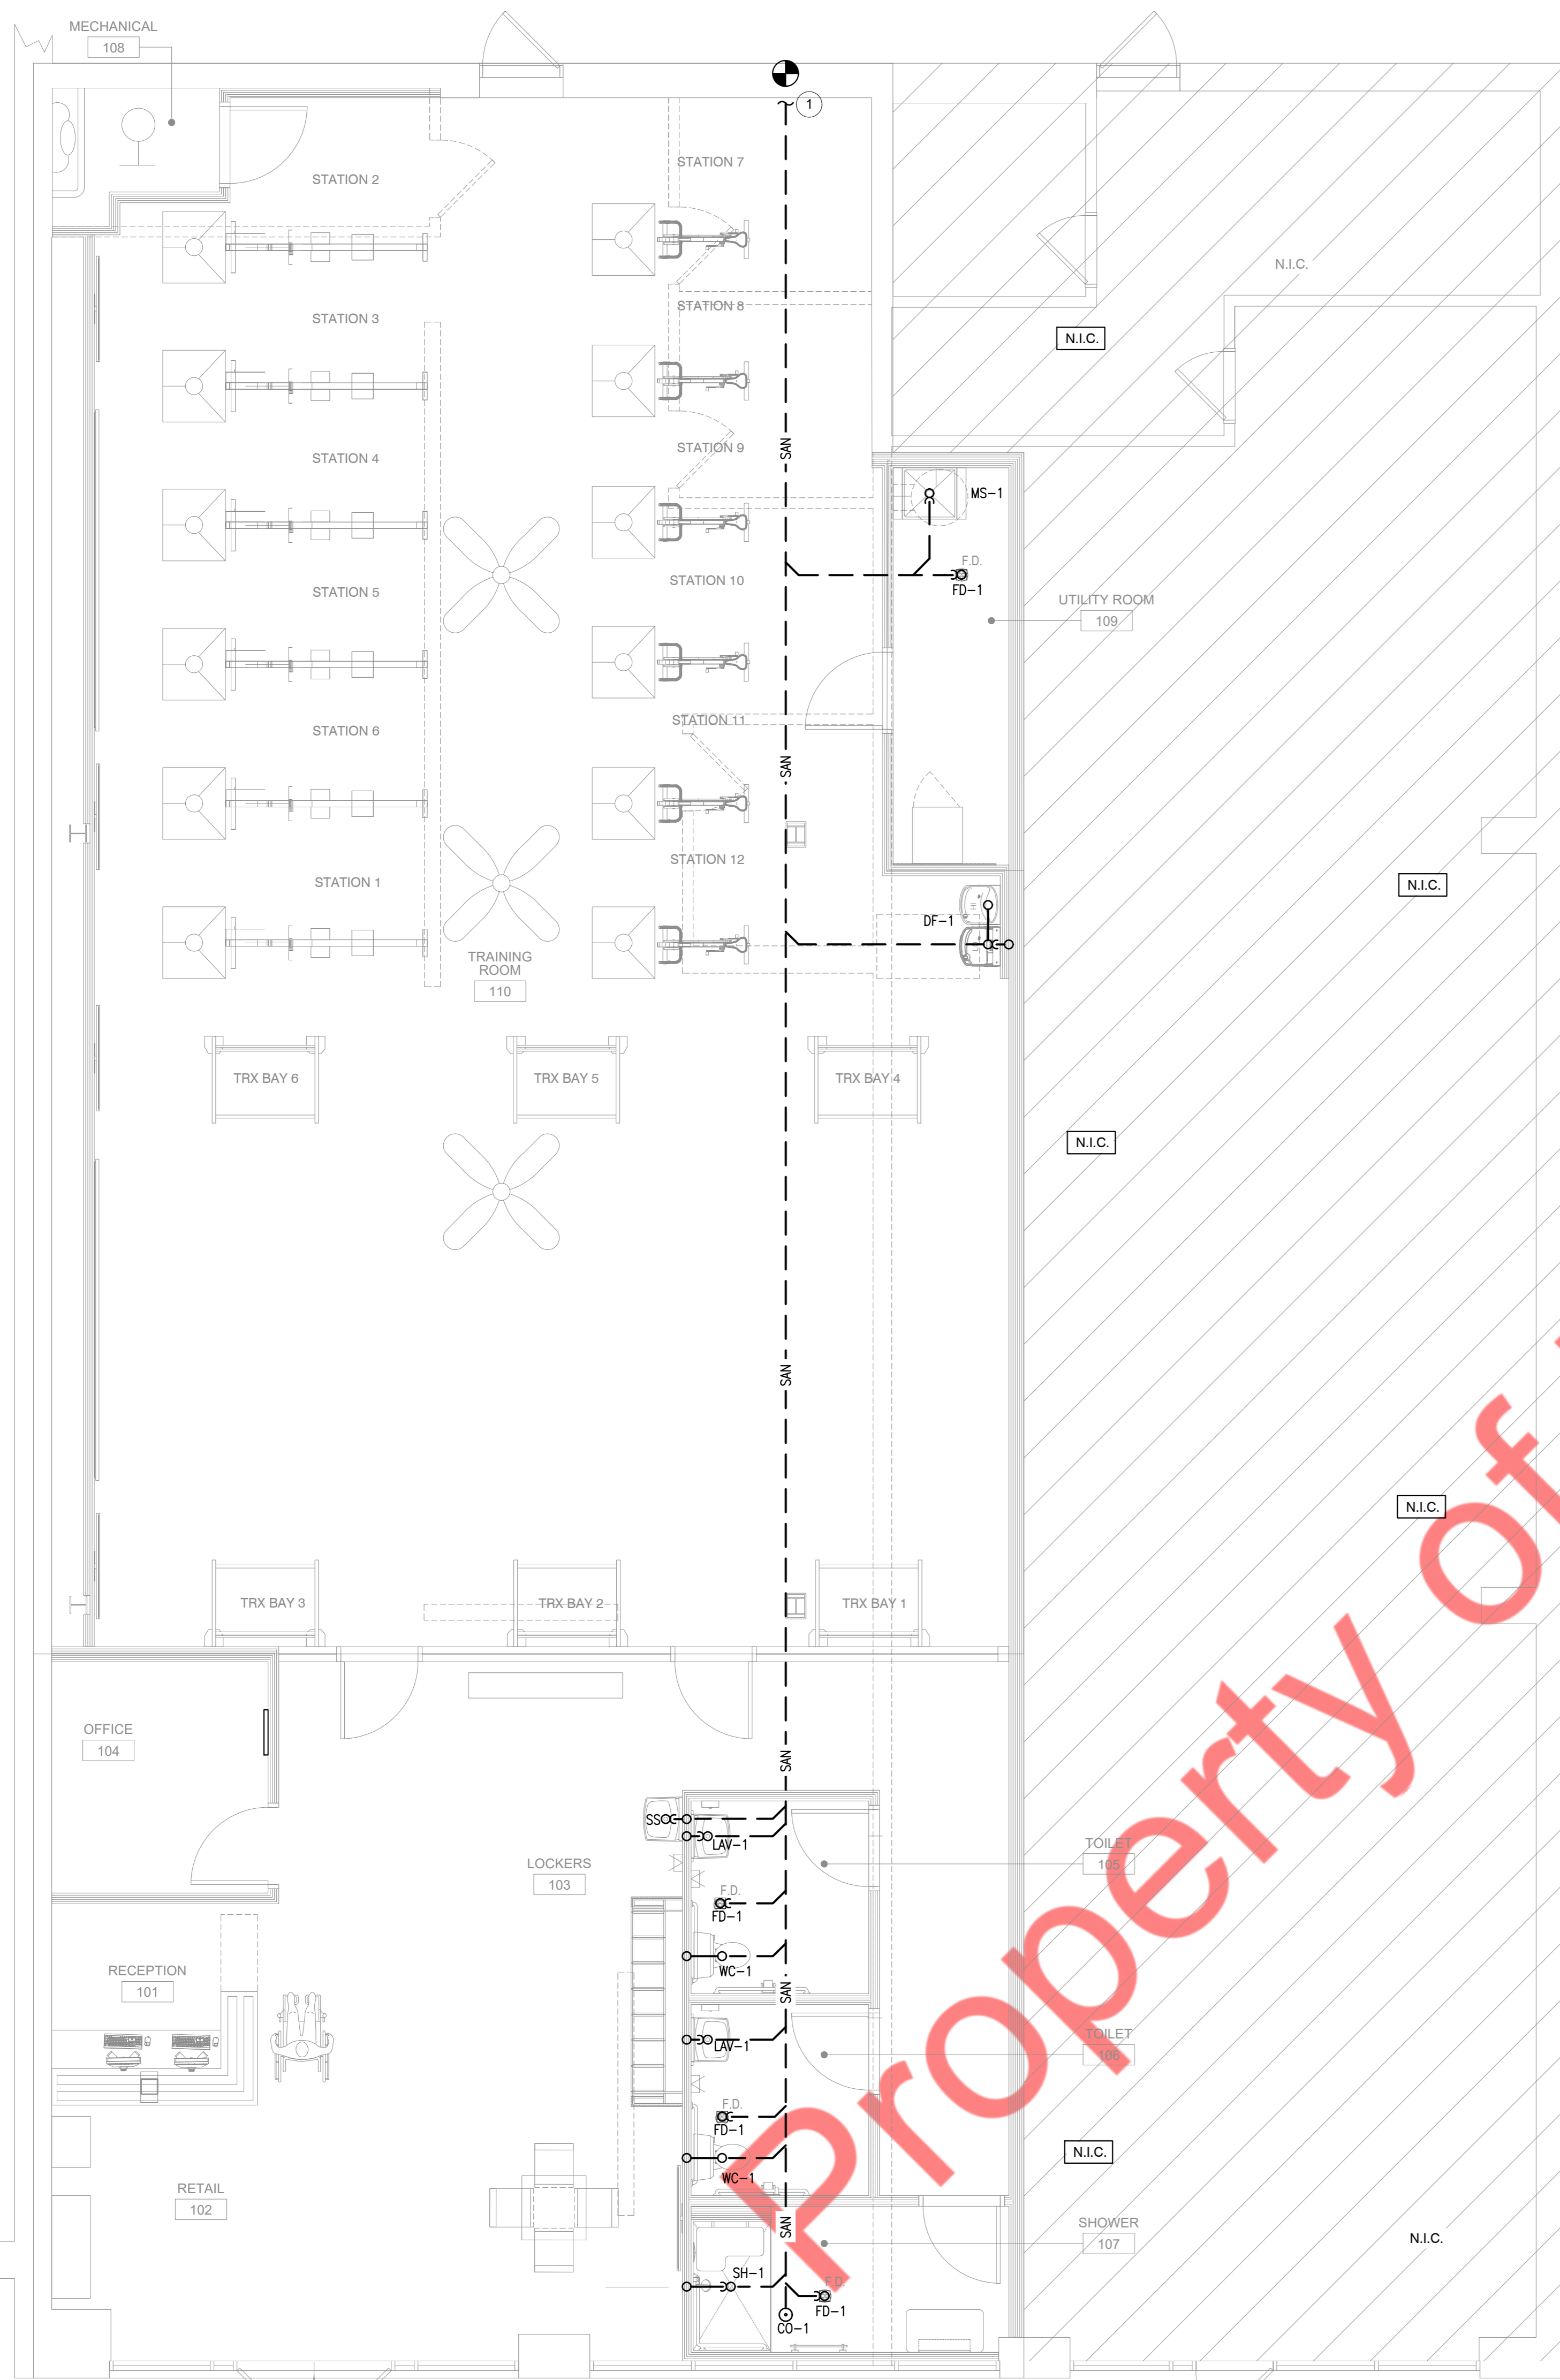 MECHANICAL
108
1
STATION 2
STATION 7
N.I.C.
STATION 3
STATION 8
N.I.C.
STATION 4
STATION 9
SAN
MS-1
F.D.
FD-1
STATION 5
STATION 10
UTILITY ROOM
109
STATION 6
STATION 11
SAN
STATION 12
STATION 1
N.I.C.
DF-1
TRAINING
ROOM
110
TRX BAY 6
TRX BAY 5
TRX BAY 4
N.I.C.
SAN
N.I.C.
TRX BAY 3
TRX BAY 2
TRX BAY 1
OFFICE
104
SAN
SS
LAV-1
TOILET
105
LOCKERS
103
F.D.
FD-1
RECEPTION
101
WC-1
SAN
LAV-1
TOILET
106
F.D.
FD-1
N.I.C.
WC-1
RETAIL
102
SAN
SHOWER
107
N.I.C.
SH-1
F.D.
FD-1
CO-1
Property of